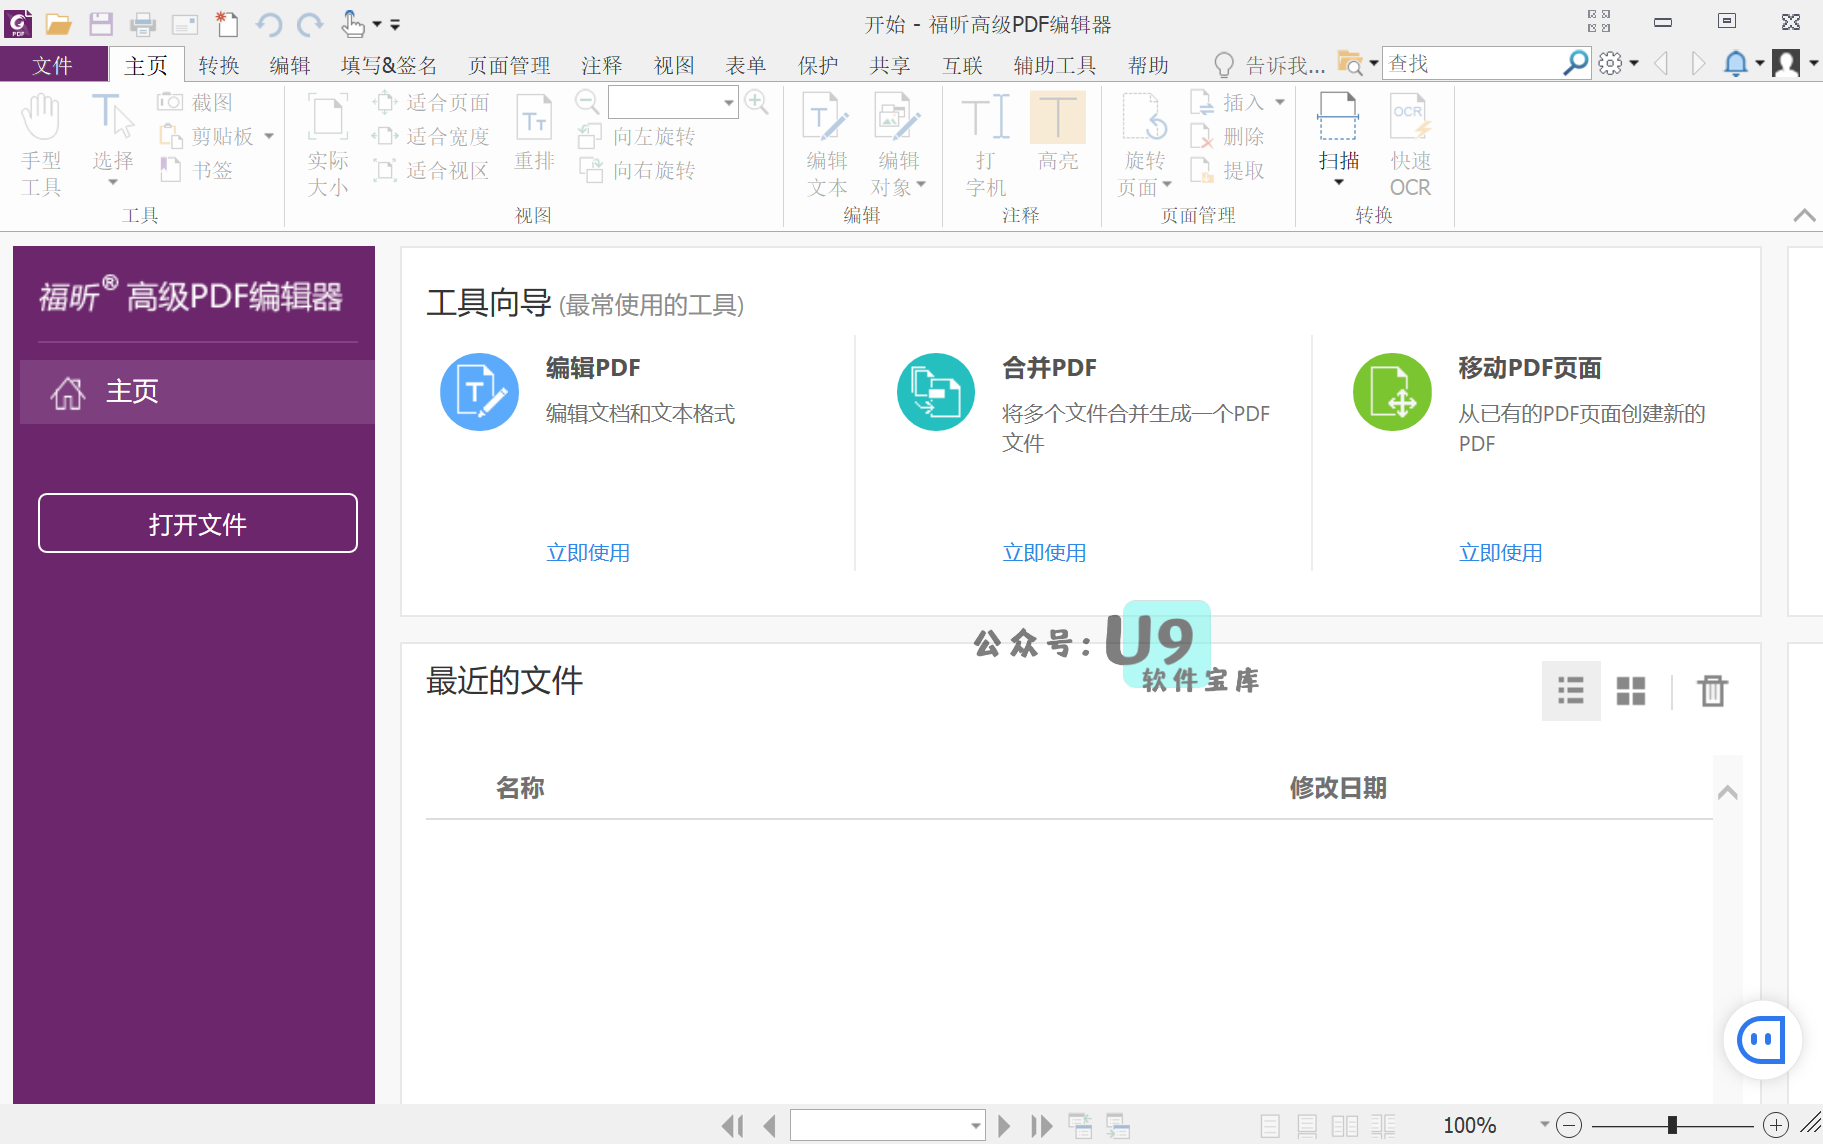 开始 - 福昕高级PDF编辑器
文件 主页 转换 编辑 填写&签名 页面管理 注释 视图 表单 保护 共享 互联 辅助工具 帮助 告诉我... 查找
手型工具
选择
截图
剪贴板
书签
工具
实际大小
适合页面
适合宽度
适合视区
重排
向左旋转
向右旋转
视图
编辑文本
编辑对象
编辑
打字机
高亮
注释
旋转页面
插入
删除
提取
页面管理
扫描
OCR
快速OCR
转换
福昕®高级PDF编辑器
主页
打开文件
工具向导 (最常使用的工具)
编辑PDF
编辑文档和文本格式
立即使用
合并PDF
将多个文件合并生成一个PDF
文件
立即使用
移动PDF页面
从已有的PDF页面创建新的
PDF
立即使用
公众号：U9
软件宝库
最近的文件
名称 修改日期
100%